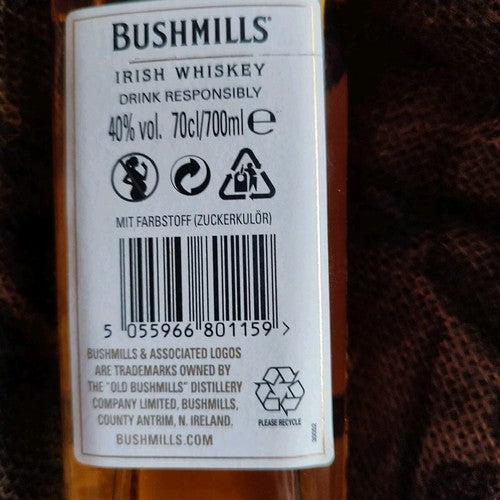 BUSHMILLS®
IRISH WHISKEY
DRINK RESPONSIBLY
40% vol. 70cl/700ml ℮
MIT FARBSTOFF (ZUCKERKULÖR)
5 055966 801159 >
BUSHMILLS & ASSOCIATED LOGOS
ARE TRADEMARKS OWNED BY
THE "OLD BUSHMILLS" DISTILLERY
COMPANY LIMITED, BUSHMILLS,
COUNTY ANTRIM, N. IRELAND.
BUSHMILLS.COM
PLEASE RECYCLE